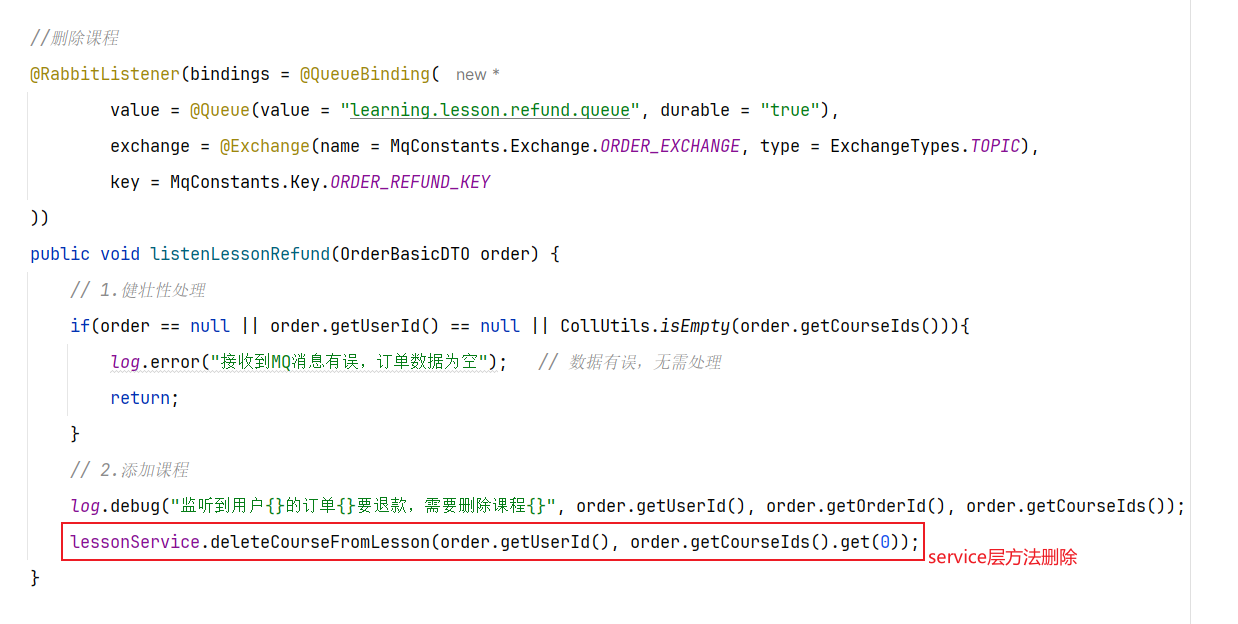 //删除课程
@RabbitListener(bindings = @QueueBinding( new *
value = @Queue(value = "learning.lesson.refund.queue", durable = "true"),
exchange = @Exchange(name = MqConstants.Exchange.ORDER_EXCHANGE, type = ExchangeTypes.TOPIC),
key = MqConstants.Key.ORDER_REFUND_KEY
))
public void listenLessonRefund(OrderBasicDTO order) {
// 1.健壮性处理
if(order == null || order.getUserId() == null || CollUtils.isEmpty(order.getCourseIds())){
log.error("接收到MQ消息有误，订单数据为空"); // 数据有误，无需处理
return;
}
// 2.添加课程
log.debug("监听到用户{}的订单{}要退款，需要删除课程{}", order.getUserId(), order.getOrderId(), order.getCourseIds());
lessonService.deleteCourseFromLesson(order.getUserId(), order.getCourseIds().get(0));
service层方法删除
}